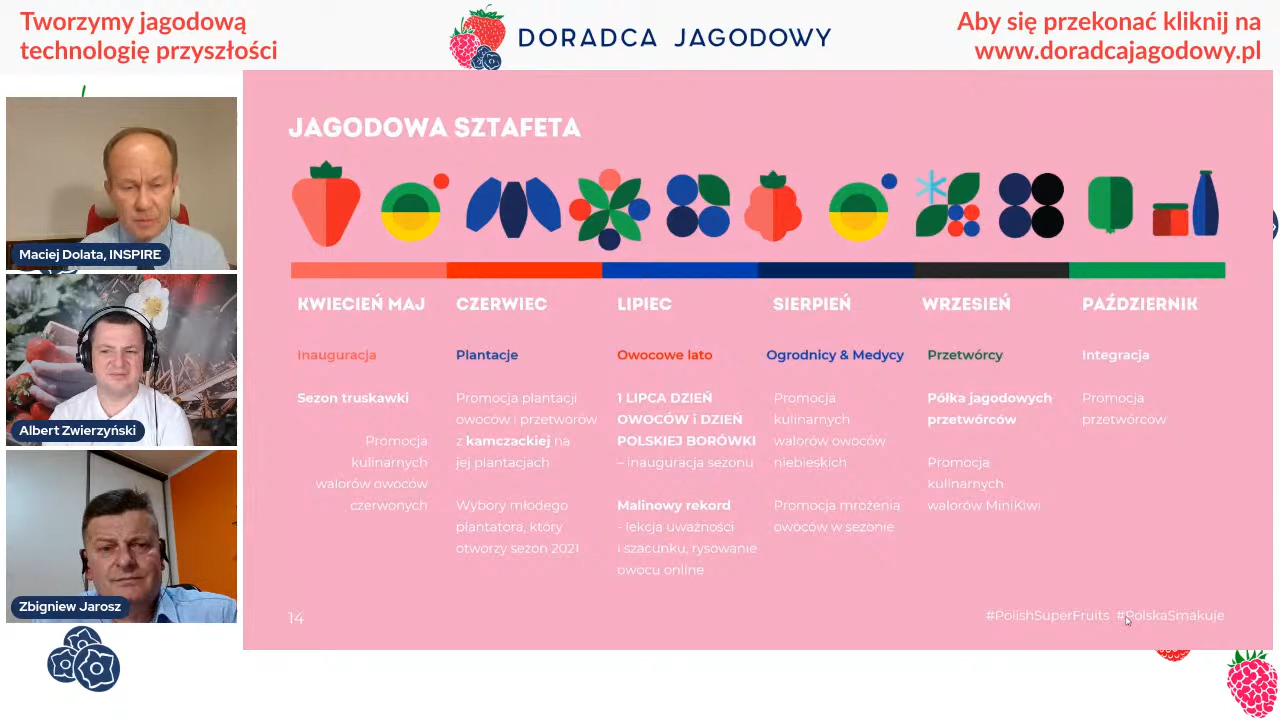 Tworzymy jagodową
technologię przyszłości
DORADCA JAGODOWY
Aby się przekonać kliknij na
www.doradcajagodowy.pl
Maciej Dolata, INSPIRE
Albert Zwierzyński
Zbigniew Jarosz
JAGODOWA SZTAFETA
KWIECIEŃ MAJ
Inauguracja
Sezon truskawki
Promocja
kulinarnych
walorów owoców
czerwonych
CZERWIEC
Plantacje
Promocja plantacji
owoców i przetworów
z kamczackiej na
jej plantacjach
Wybory młodego
plantatora, który
otworzy sezon 2021
LIPIEC
Owocowe lato
1 LIPCA DZIEŃ
OWOCÓW i DZIEŃ
POLSKIEJ BORÓWKI
– inauguracja sezonu
Malinowy rekord
- lekcja uważności
i szacunku, rysowanie
owocu online
SIERPIEŃ
Ogrodnicy & Medycy
Promocja
kulinarnych
walorów owoców
niebieskich
Promocja mrożenia
owoców w sezonie
WRZESIEŃ
Przetwórcy
Półka jagodowych
przetwórców
Promocja
kulinarnych
walorów MiniKiwi
PAŹDZIERNIK
Integracja
Promocja
przetwórców
14
#PolishSuperFruits #PolskaSmakuje